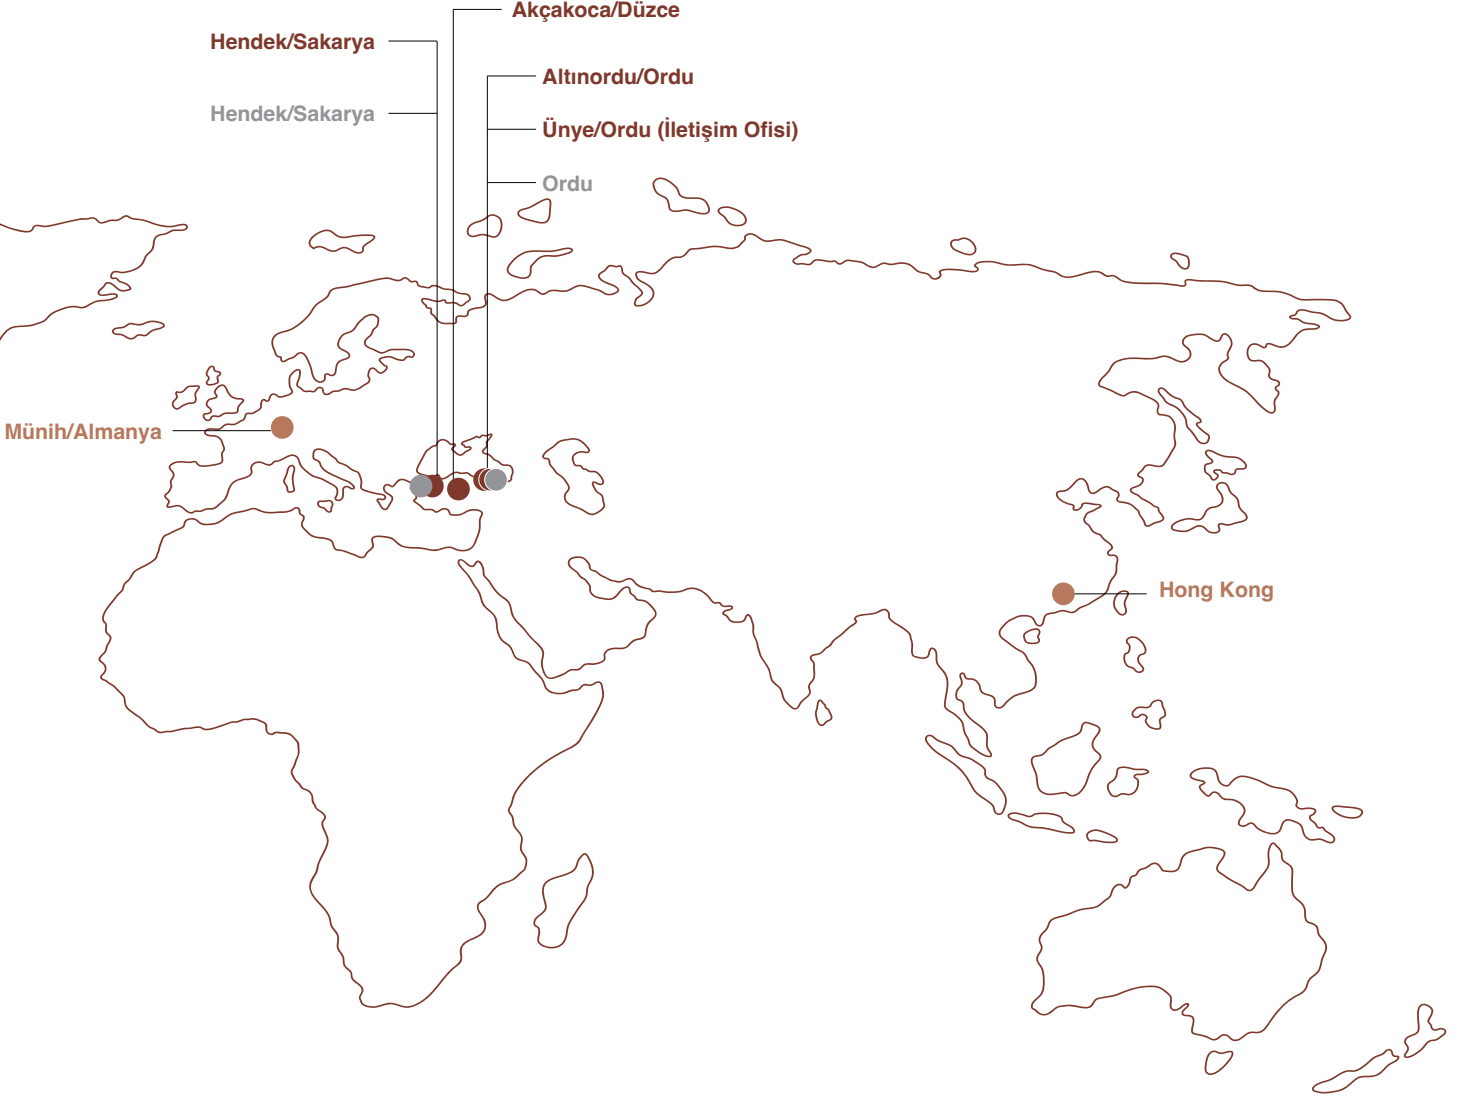 Akçakoca/Düzce
Hendek/Sakarya
Altınordu/Ordu
Hendek/Sakarya
Ünye/Ordu (İletişim Ofisi)
Ordu
Münih/Almanya
Hong Kong